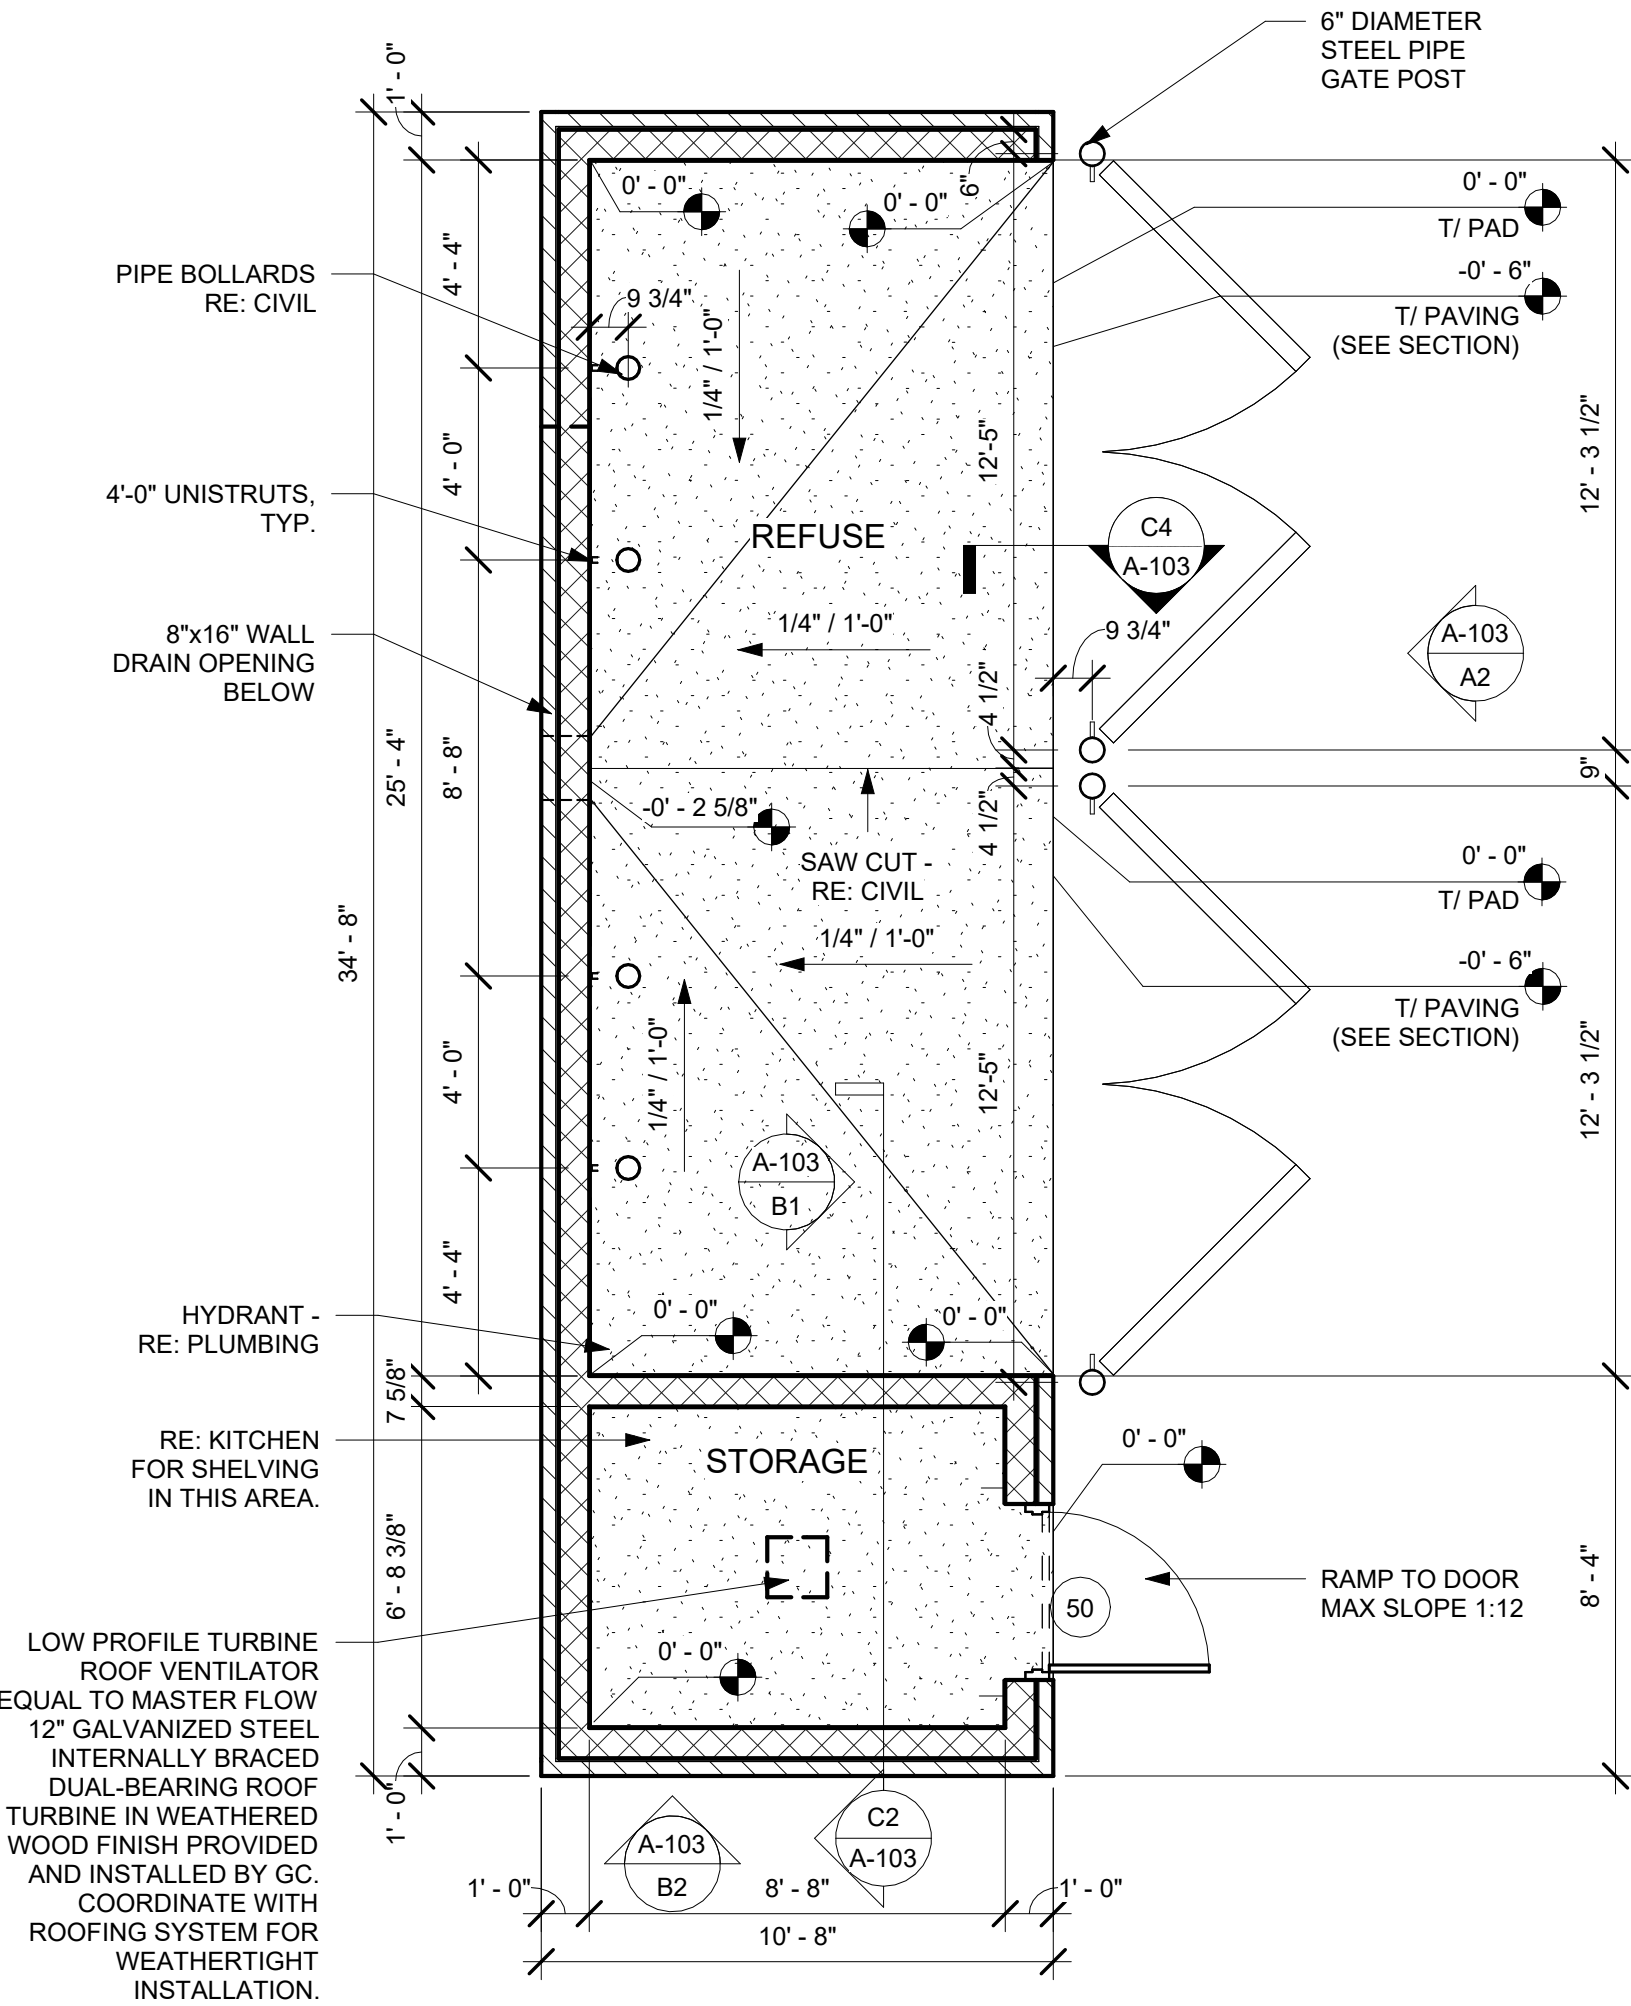 6" DIAMETER
STEEL PIPE
GATE POST
1' - 0"
0' - 0"
0' - 0"
6"
0' - 0"
T/ PAD
-0' - 6"
T/ PAVING
(SEE SECTION)
PIPE BOLLARDS
RE: CIVIL
4' - 4"
9 3/4"
1/4" / 1'-0"
12' - 3 1/2"
4'-0" UNISTRUTS,
TYP.
4' - 0"
12'-5"
REFUSE
C4
A-103
8"x16" WALL
DRAIN OPENING
BELOW
1/4" / 1'-0"
9 3/4"
A-103
A2
4 1/2"
25' - 4"
8' - 8"
9"
-0' - 2 5/8"
4 1/2"
SAW CUT -
RE: CIVIL
0' - 0"
T/ PAD
34' - 8"
1/4" / 1'-0"
-0' - 6"
T/ PAVING
(SEE SECTION)
4' - 0"
1/4" / 1'-0"
12'-5"
12' - 3 1/2"
A-103
B1
4' - 4"
HYDRANT -
RE: PLUMBING
0' - 0"
0' - 0"
7 5/8"
RE: KITCHEN
FOR SHELVING
IN THIS AREA.
STORAGE
0' - 0"
6' - 8 3/8"
50
RAMP TO DOOR
MAX SLOPE 1:12
8' - 4"
0' - 0"
LOW PROFILE TURBINE
ROOF VENTILATOR
EQUAL TO MASTER FLOW
12" GALVANIZED STEEL
INTERNALLY BRACED
DUAL-BEARING ROOF
TURBINE IN WEATHERED
WOOD FINISH PROVIDED
AND INSTALLED BY GC.
COORDINATE WITH
ROOFING SYSTEM FOR
WEATHERTIGHT
INSTALLATION.
1' - 0"
A-103
B2
C2
A-103
1' - 0"
8' - 8"
1' - 0"
10' - 8"